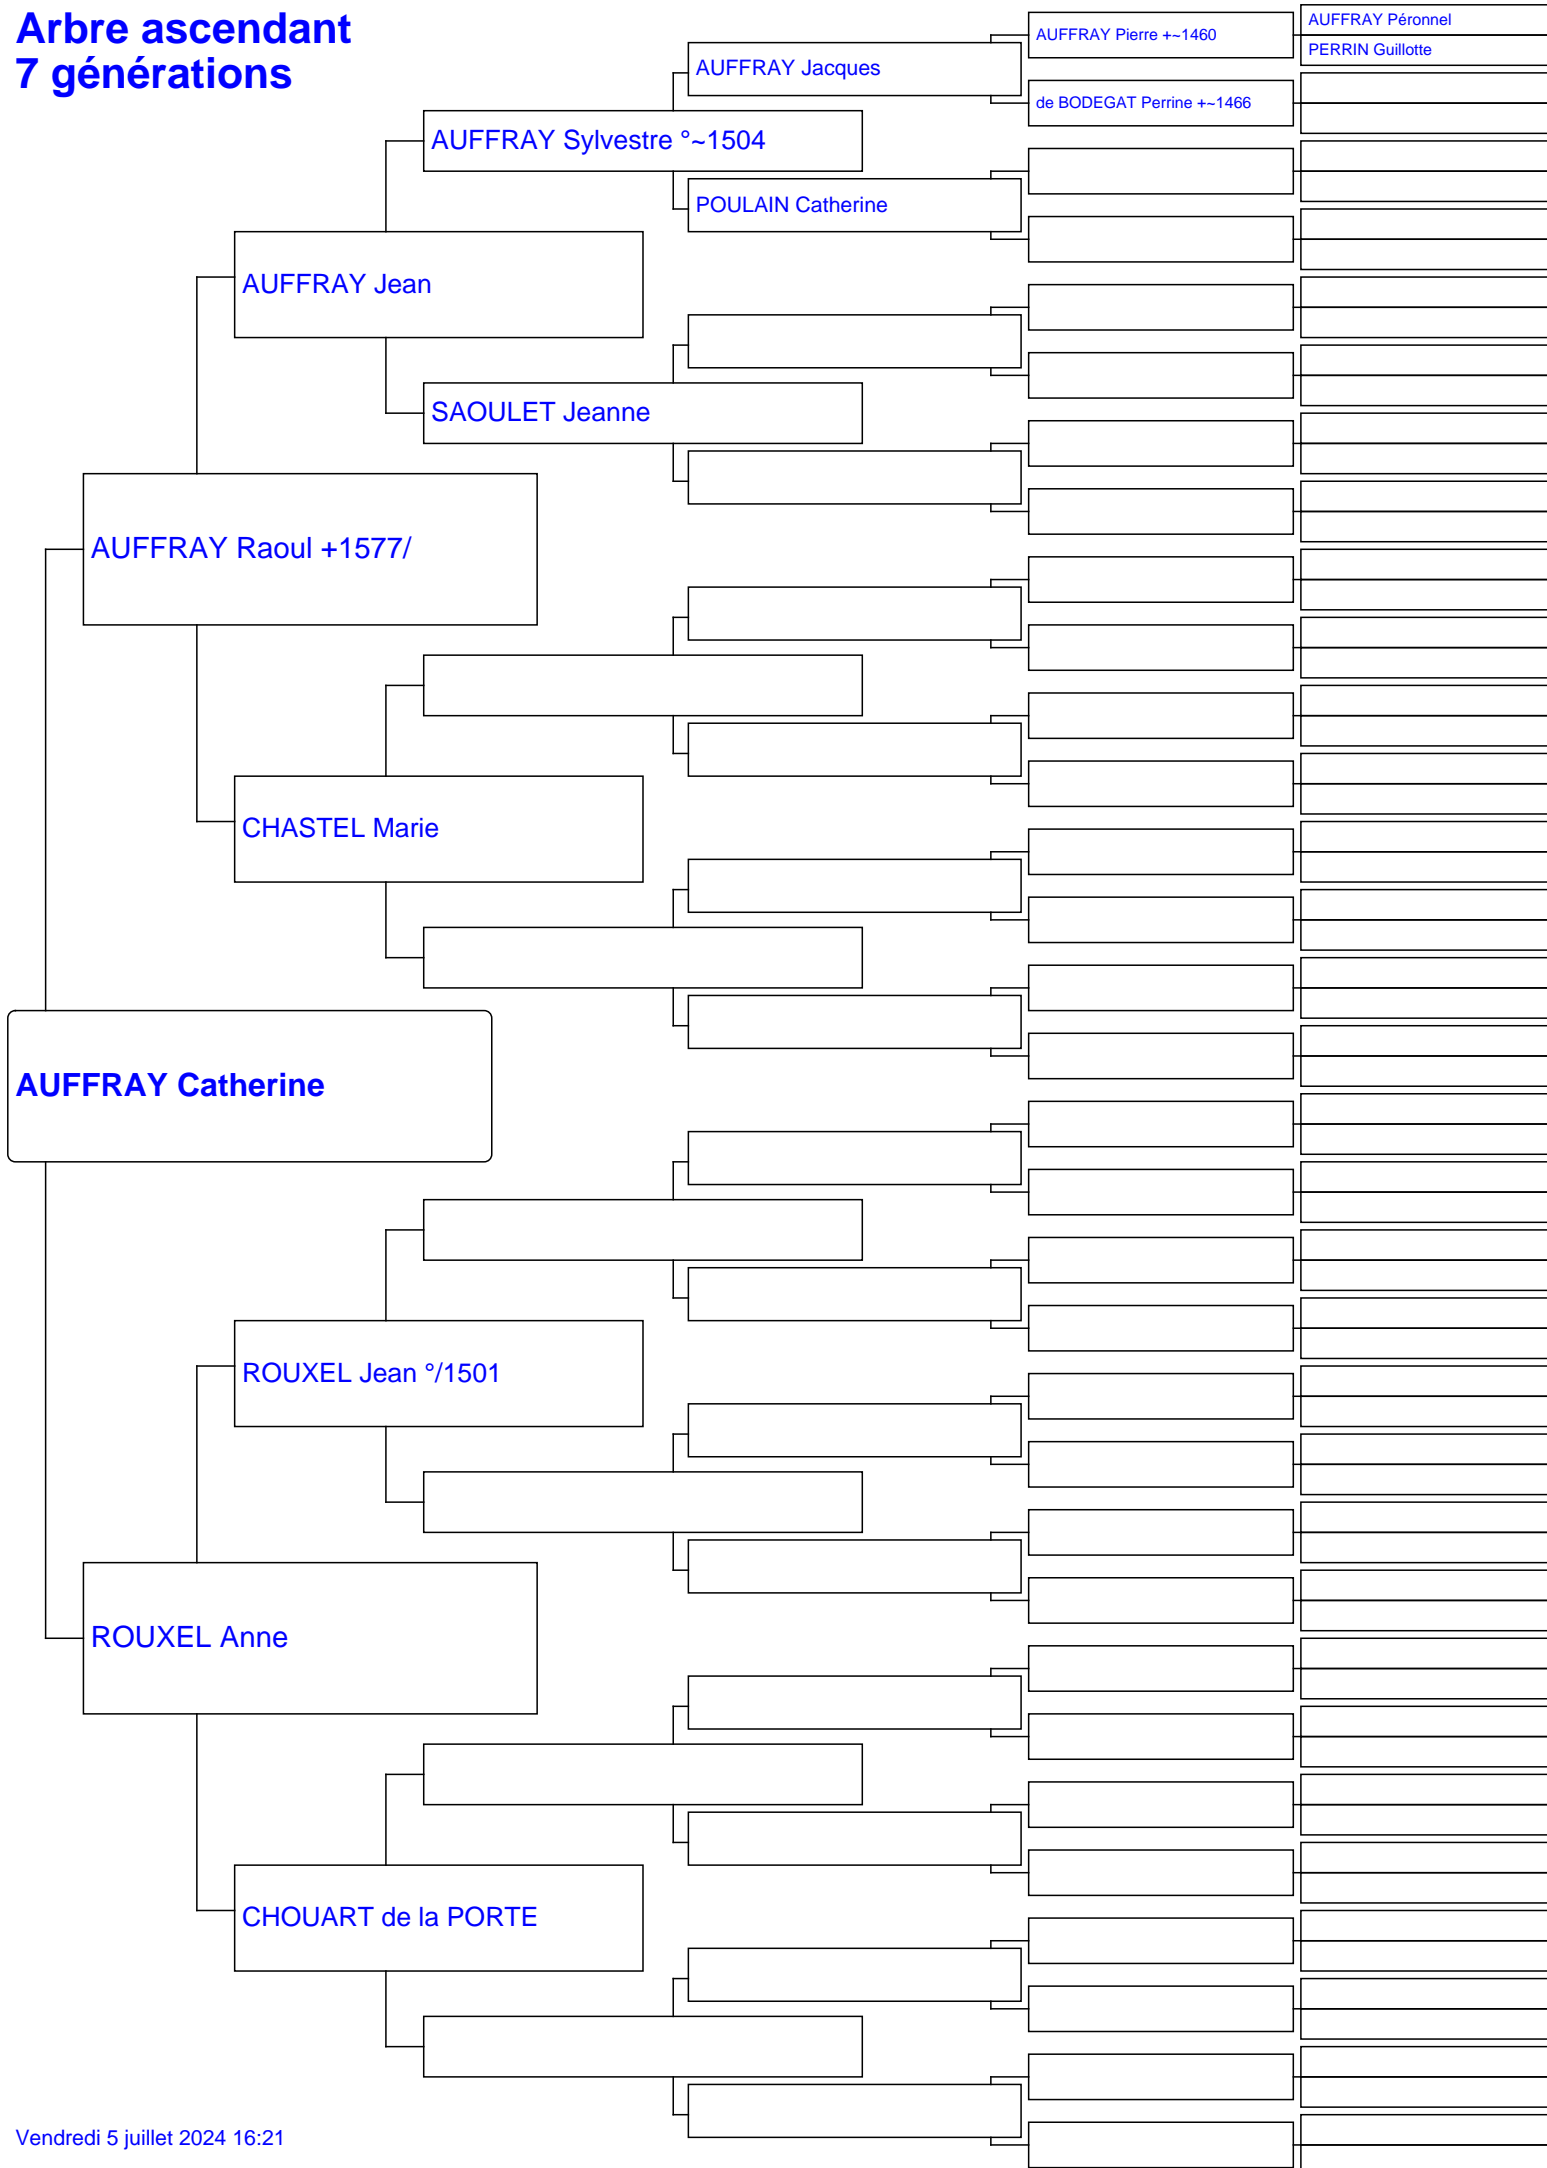 Arbre ascendant
7 générations
AUFFRAY Pierre +~1460
AUFFRAY Péronnel
PERRIN Guillotte
AUFFRAY Jacques
de BODEGAT Perrine +~1466
AUFFRAY Sylvestre °~1504
POULAIN Catherine
AUFFRAY Jean
SAOULET Jeanne
AUFFRAY Raoul +1577/
CHASTEL Marie
AUFFRAY Catherine
ROUXEL Jean °/1501
ROUXEL Anne
CHOUART de la PORTE
Vendredi 5 juillet 2024 16:21